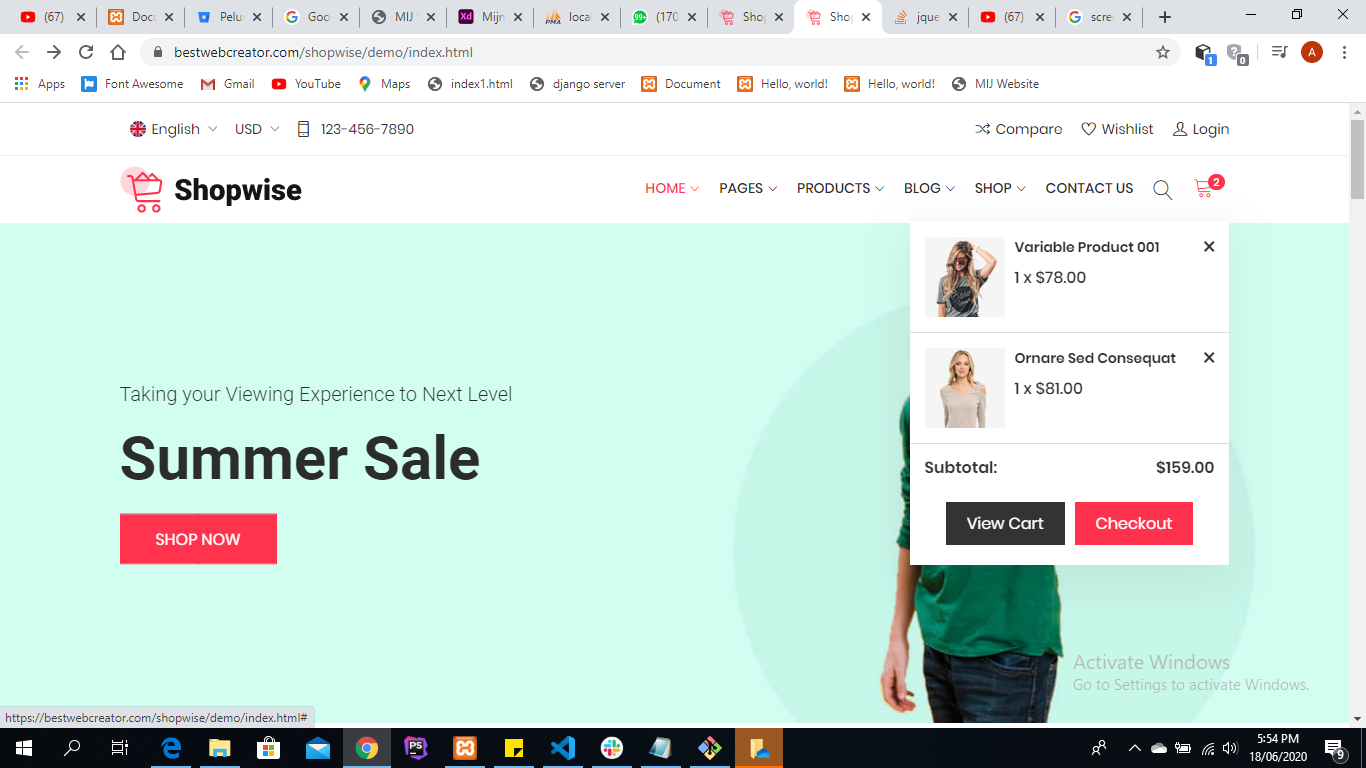 (67)
Docu
Pelu
Goo
MIJ
Mijn
loca
(170
Shop
Shop
jque
(67)
scre
bestwebcreator.com/shopwise/demo/index.html
1
0
A
Apps
Font Awesome
Gmail
YouTube
Maps
index1.html
django server
Document
Hello, world!
Hello, world!
MIJ Website
English
USD
123-456-7890
Compare
Wishlist
Login
Shopwise
HOME
PAGES
PRODUCTS
BLOG
SHOP
CONTACT US
2
Variable Product 001
1 x $78.00
Ornare Sed Consequat
1 x $81.00
Subtotal: $159.00
View Cart
Checkout
Taking your Viewing Experience to Next Level
Summer Sale
SHOP NOW
Activate Windows
Go to Settings to activate Windows.
https://bestwebcreator.com/shopwise/demo/index.html#
5:54 PM
18/06/2020
9